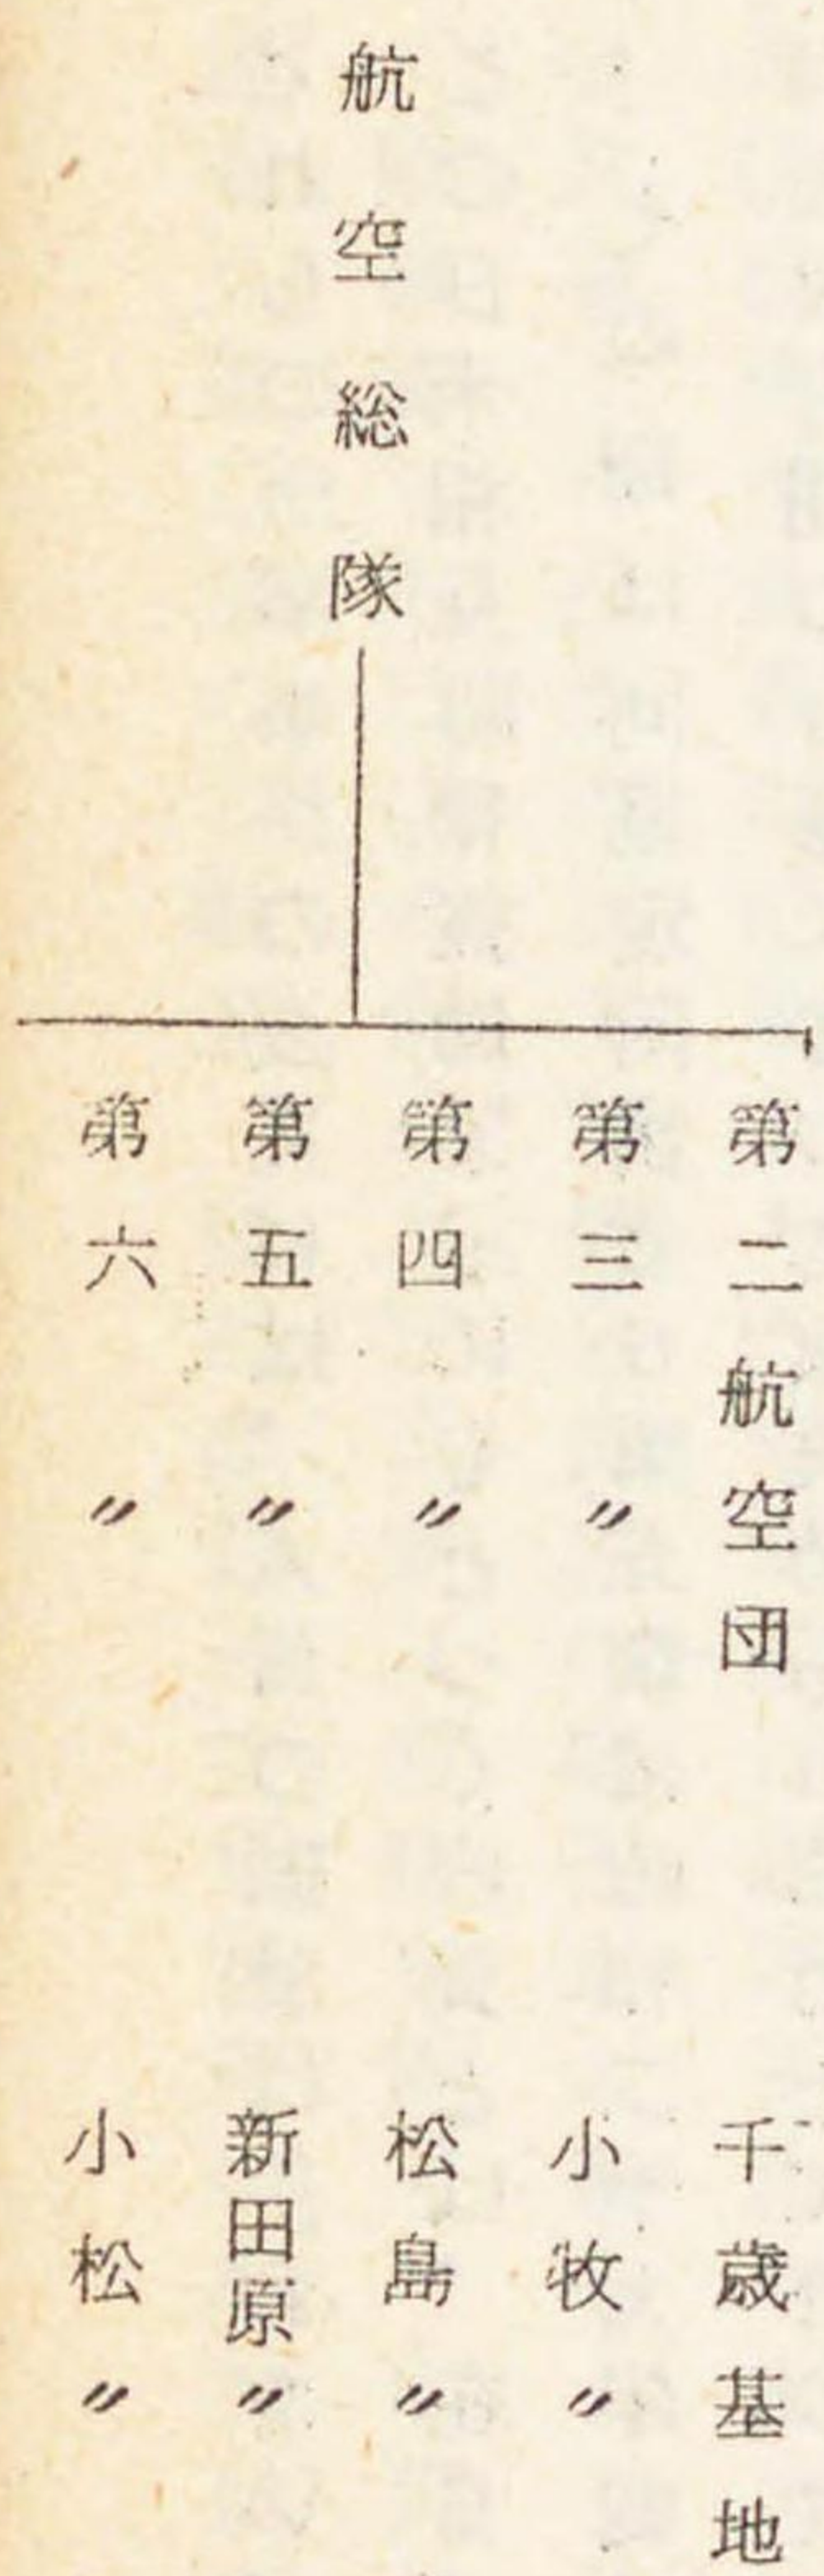 航空総隊
第二航空団 千歳基地
第三 〃 小牧 〃
第四 〃 松島 〃
第五 〃 新田原 〃
第六 〃 小松 〃